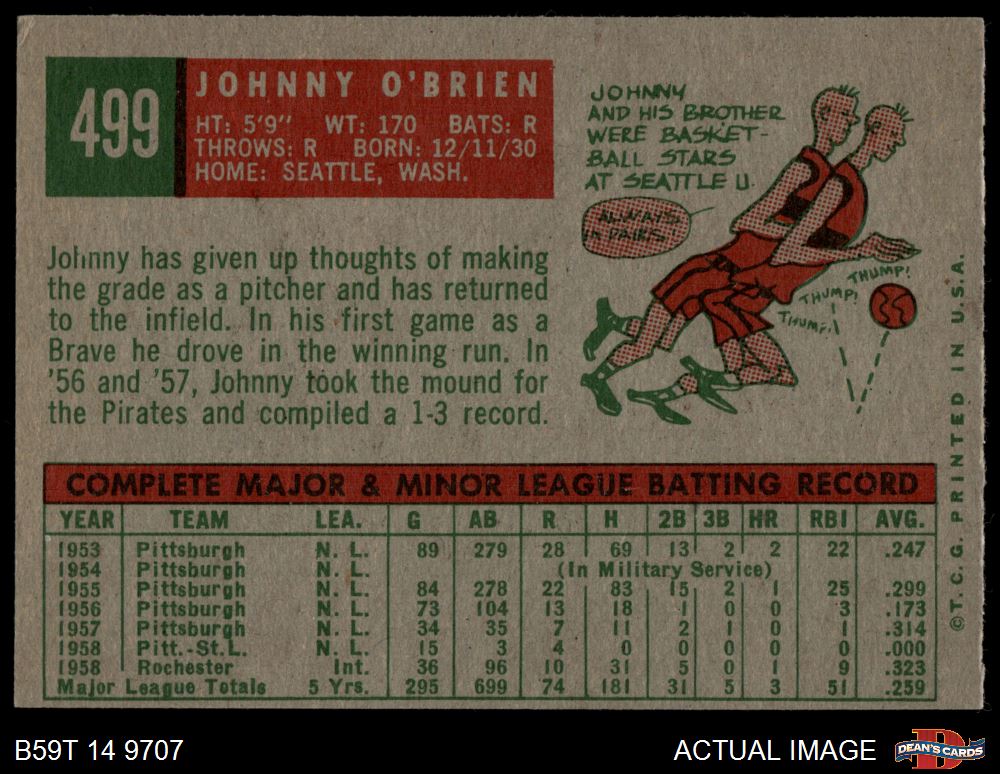 499
JOHNNY O'BRIEN
HT: 5'9" WT: 170 BATS: R
THROWS: R BORN: 12/11/30
HOME: SEATTLE, WASH.
JOHNNY
AND HIS BROTHER
WERE BASKET-
BALL STARS
AT SEATTLE U.
ALWAYS
IN PAIRS
THUMP!
THUMP!
THUMP!
Johnny has given up thoughts of making
the grade as a pitcher and has returned
to the infield. In his first game as a
Brave he drove in the winning run. In
'56 and '57, Johnny took the mound for
the Pirates and compiled a 1-3 record.
COMPLETE MAJOR & MINOR LEAGUE BATTING RECORD
YEAR TEAM LEA. G AB R H 2B 3B HR RBI AVG.
1953 Pittsburgh N. L. 89 279 28 69 13 2 2 22 .247
1954 Pittsburgh N. L. (In Military Service)
1955 Pittsburgh N. L. 84 278 22 83 15 2 1 25 .299
1956 Pittsburgh N. L. 73 104 13 18 1 0 0 3 .173
1957 Pittsburgh N. L. 34 35 7 11 2 1 0 1 .314
1958 Pitt.-St.L. N. L. 15 3 4 0 0 0 0 0 .000
1958 Rochester Int. 36 96 10 31 5 0 1 9 .323
Major League Totals 5 Yrs. 295 699 74 181 31 5 3 51 .259
©T. C. G. PRINTED IN U.S.A.
B59T 14 9707
ACTUAL IMAGE
DEAN'S CARDS